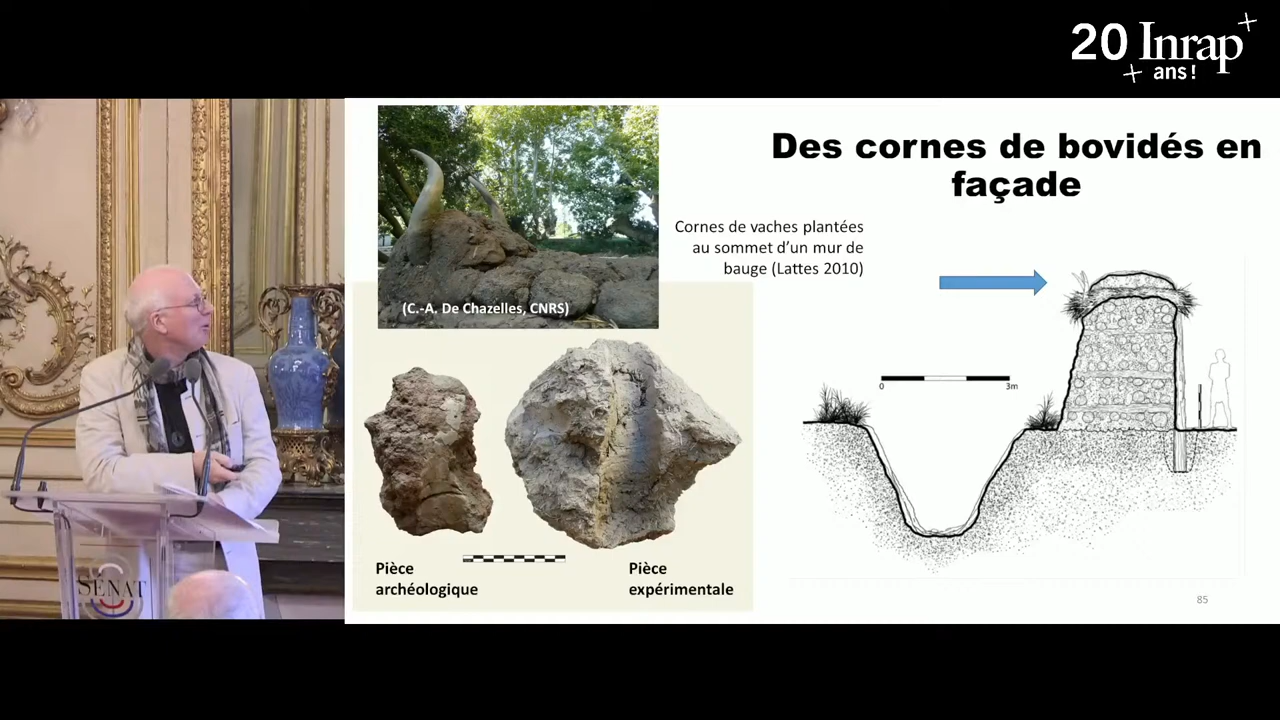 20 Inrap
ans!
Des cornes de bovidés en
façade
Cornes de vaches plantées
au sommet d'un mur de
bauge (Lattes 2010)
(C.-A. De Chazelles, CNRS)
0 3m
Pièce
archéologique
Pièce
expérimentale
85
SÉNAT